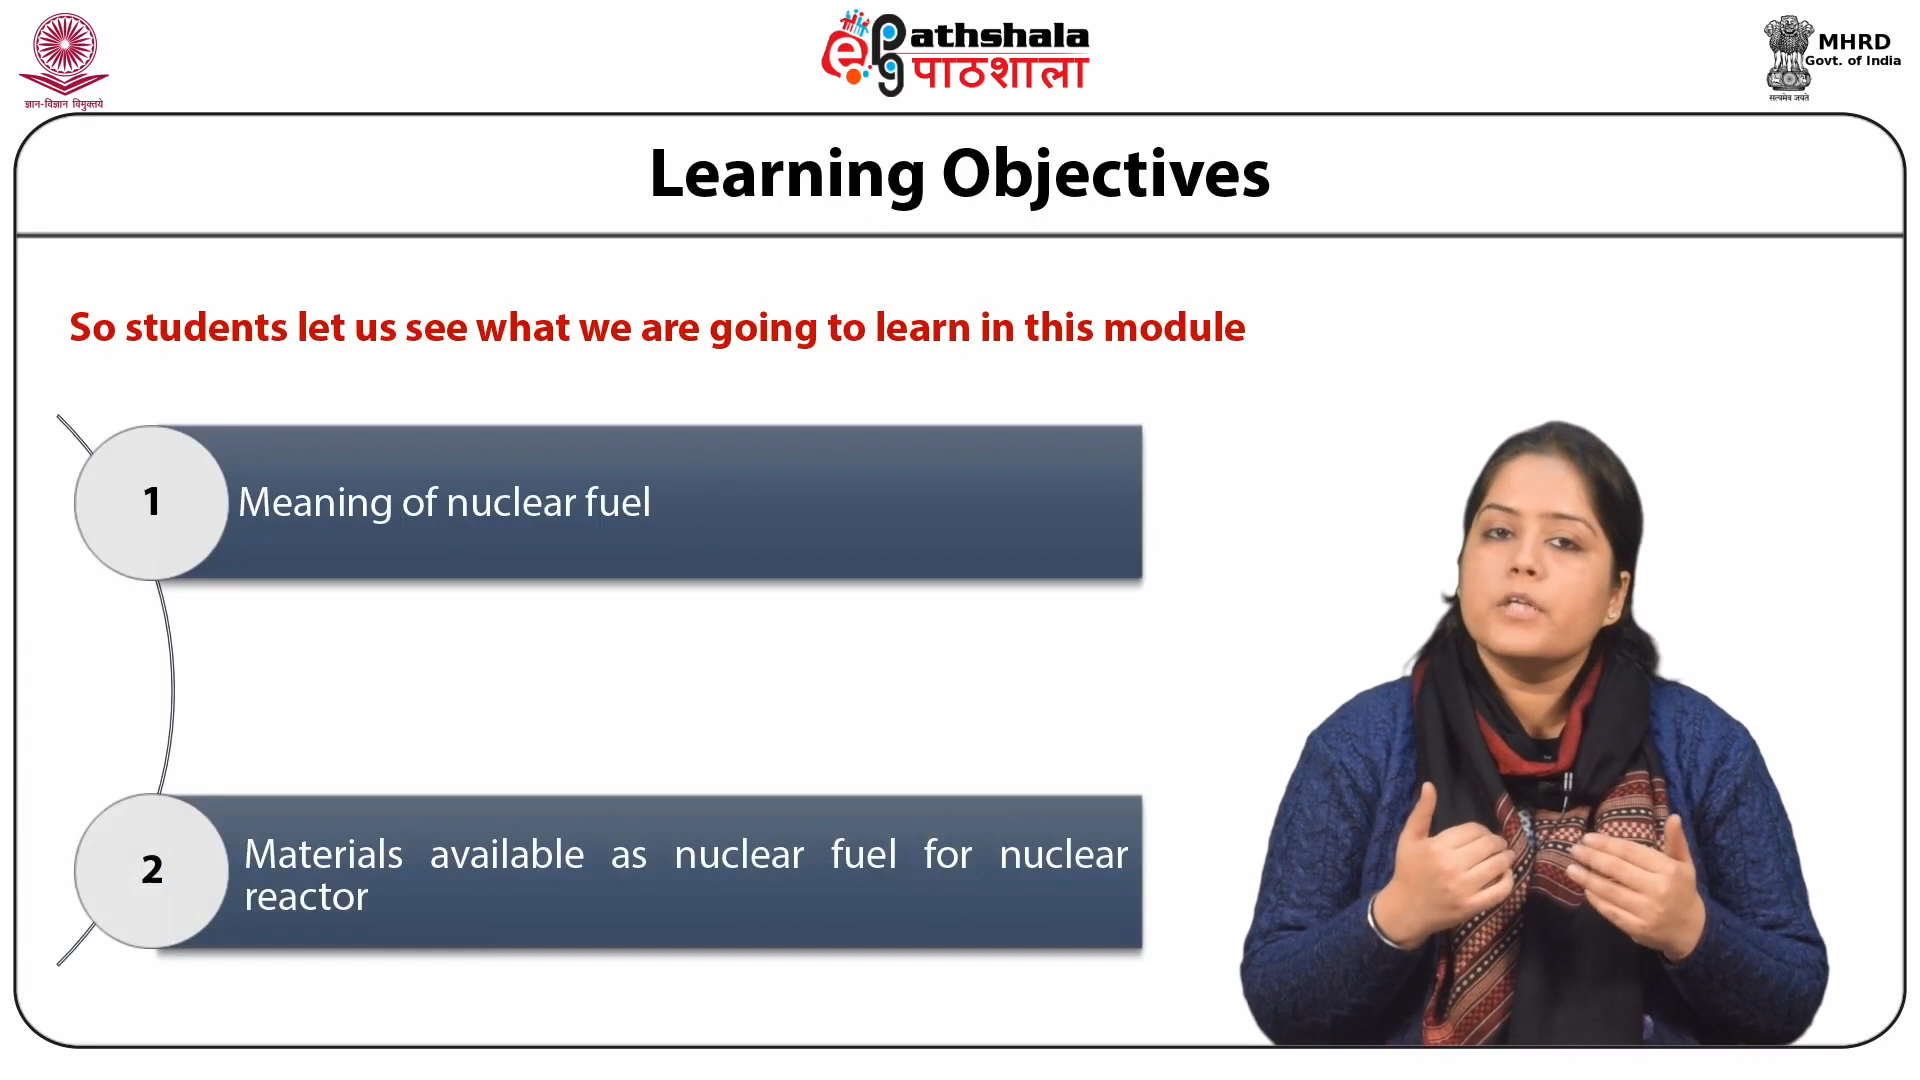 ज्ञान-विज्ञान विमुक्तये
ePG athshala
पाठशाला
MHRD
Govt. of India
सत्यमेव जयते
Learning Objectives
So students let us see what we are going to learn in this module
1
Meaning of nuclear fuel
2
Materials available as nuclear fuel for nuclear
reactor